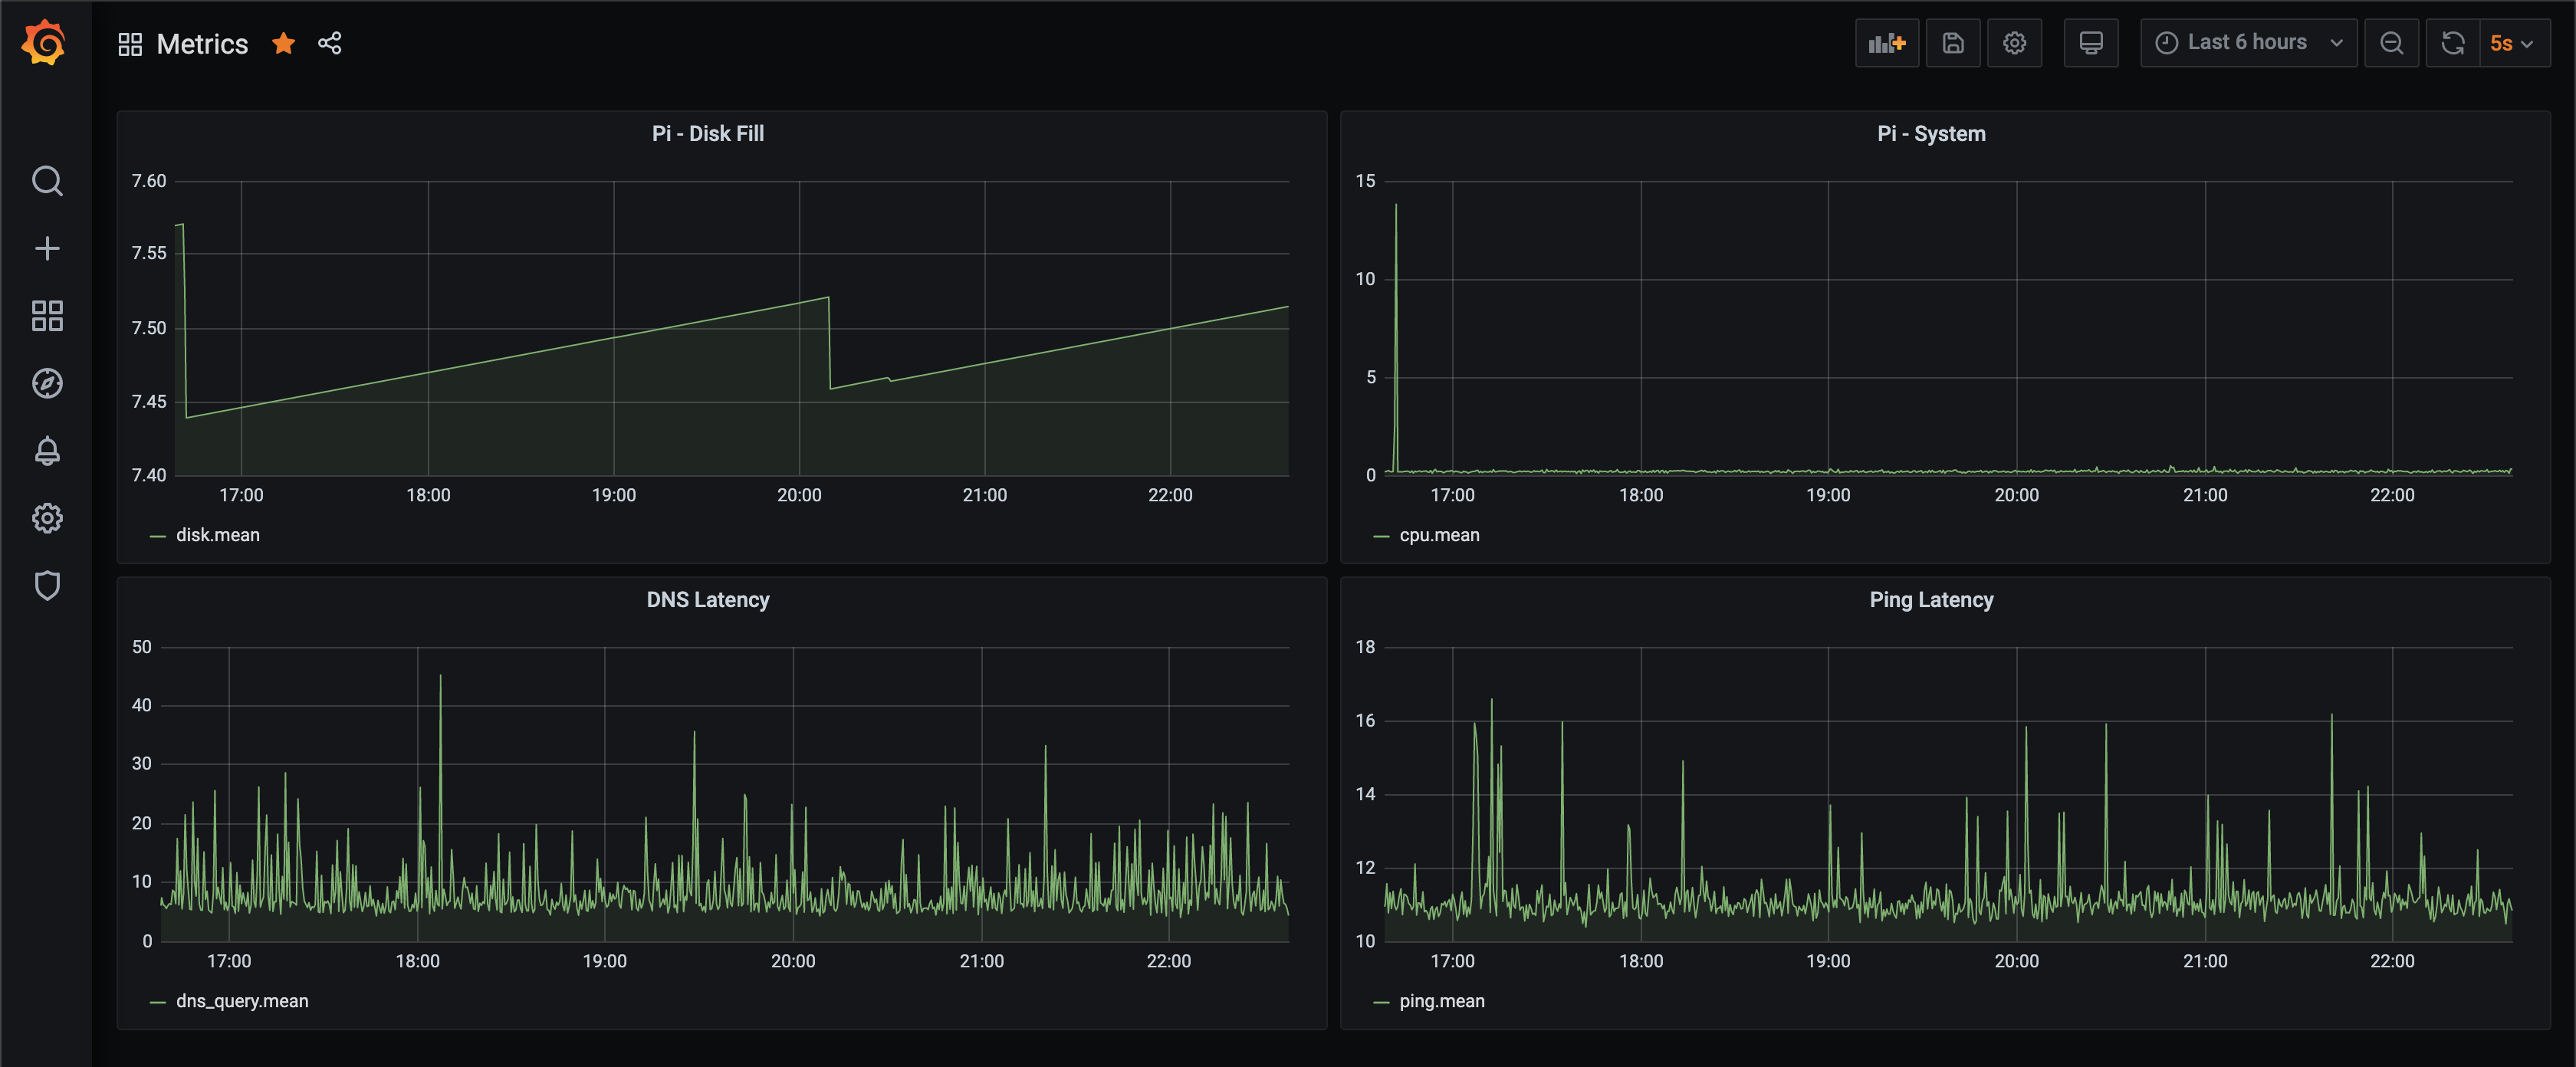 Metrics
Last 6 hours
5s
Pi - Disk Fill
7.60
7.55
7.50
7.45
7.40
17:00 18:00 19:00 20:00 21:00 22:00
disk.mean
Pi - System
15
10
5
0
17:00 18:00 19:00 20:00 21:00 22:00
cpu.mean
DNS Latency
50
40
30
20
10
0
17:00 18:00 19:00 20:00 21:00 22:00
dns_query.mean
Ping Latency
18
16
14
12
10
17:00 18:00 19:00 20:00 21:00 22:00
ping.mean